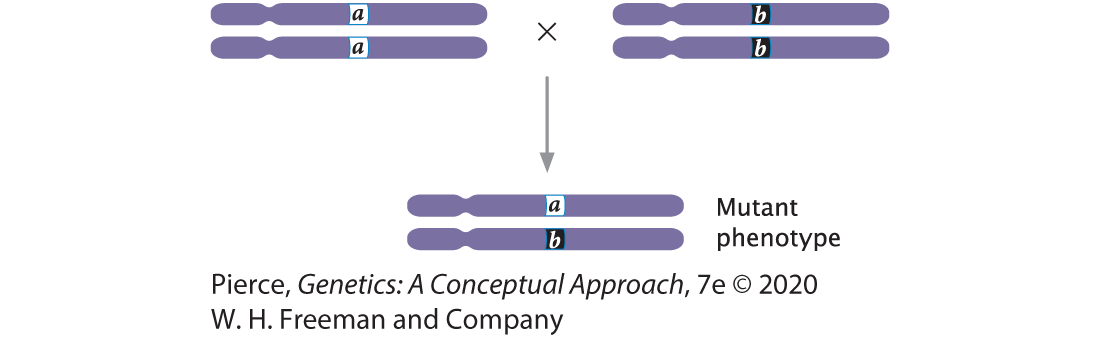 a b
a × b
a Mutant
b phenotype
Pierce, Genetics: A Conceptual Approach, 7e © 2020
W. H. Freeman and Company